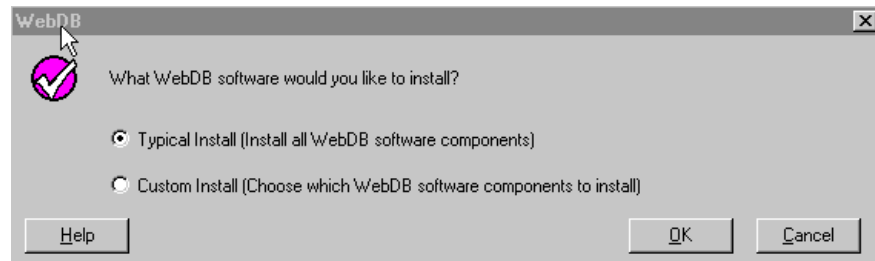 WebDB
What WebDB software would you like to install?
Typical Install (Install all WebDB software components)
Custom Install (Choose which WebDB software components to install)
Help
OK
Cancel